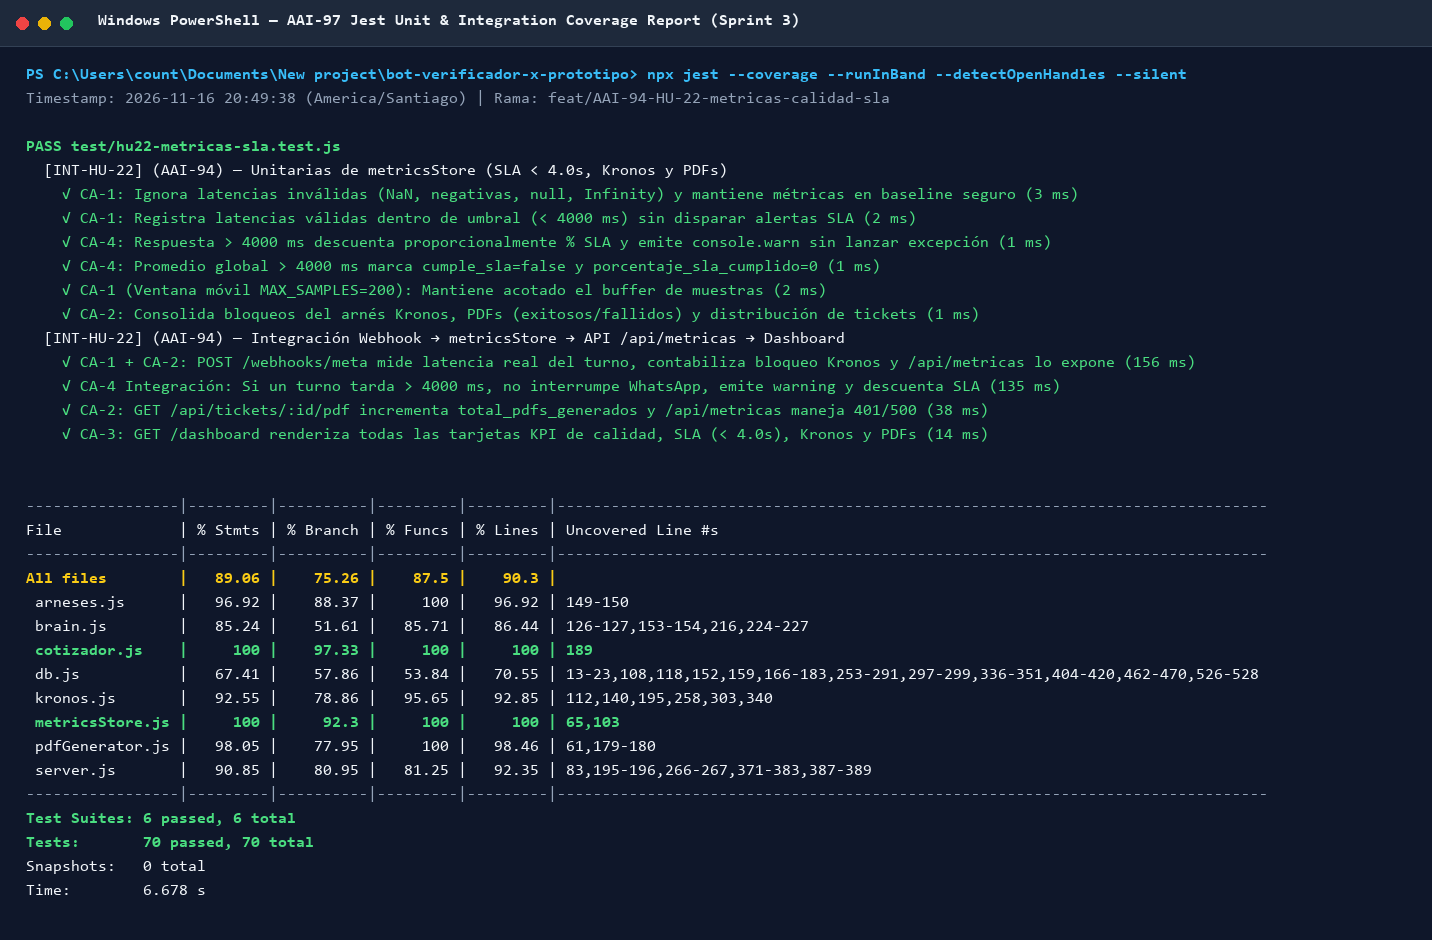 Windows PowerShell — AAI-97 Jest Unit & Integration Coverage Report (Sprint 3)
PS C:\Users\count\Documents\New project\bot-verificador-x-prototipo> npx jest --coverage --runInBand --detectOpenHandles --silent
Timestamp: 2026-11-16 20:49:38 (America/Santiago) | Rama: feat/AAI-94-HU-22-metricas-calidad-sla
PASS test/hu22-metricas-sla.test.js
[INT-HU-22] (AAI-94) — Unitarias de metricsStore (SLA < 4.0s, Kronos y PDFs)
√ CA-1: Ignora latencias inválidas (NaN, negativas, null, Infinity) y mantiene métricas en baseline seguro (3 ms)
√ CA-1: Registra latencias válidas dentro de umbral (< 4000 ms) sin disparar alertas SLA (2 ms)
√ CA-4: Respuesta > 4000 ms descuenta proporcionalmente % SLA y emite console.warn sin lanzar excepción (1 ms)
√ CA-4: Promedio global > 4000 ms marca cumple_sla=false y porcentaje_sla_cumplido=0 (1 ms)
√ CA-1 (Ventana móvil MAX_SAMPLES=200): Mantiene acotado el buffer de muestras (2 ms)
√ CA-2: Consolida bloqueos del arnés Kronos, PDFs (exitosos/fallidos) y distribución de tickets (1 ms)
[INT-HU-22] (AAI-94) — Integración Webhook → metricsStore → API /api/metricas → Dashboard
√ CA-1 + CA-2: POST /webhooks/meta mide latencia real del turno, contabiliza bloqueo Kronos y /api/metricas lo expone (156 ms)
√ CA-4 Integración: Si un turno tarda > 4000 ms, no interrumpe WhatsApp, emite warning y descuenta SLA (135 ms)
√ CA-2: GET /api/tickets/:id/pdf incrementa total_pdfs_generados y /api/metricas maneja 401/500 (38 ms)
√ CA-3: GET /dashboard renderiza todas las tarjetas KPI de calidad, SLA (< 4.0s), Kronos y PDFs (14 ms)
-----------------|---------|----------|---------|---------|-------------------------------------------------------------------------------
File             | % Stmts | % Branch | % Funcs | % Lines | Uncovered Line #s
-----------------|---------|----------|---------|---------|-------------------------------------------------------------------------------
All files        |   89.06 |    75.26 |    87.5 |    90.3 |
arneses.js      |   96.92 |    88.37 |     100 |   96.92 | 149-150
brain.js        |   85.24 |    51.61 |   85.71 |   86.44 | 126-127,153-154,216,224-227
cotizador.js    |     100 |    97.33 |     100 |     100 | 189
db.js           |   67.41 |    57.86 |   53.84 |   70.55 | 13-23,108,118,152,159,166-183,253-291,297-299,336-351,404-420,462-470,526-528
kronos.js       |   92.55 |    78.86 |   95.65 |   92.85 | 112,140,195,258,303,340
metricsStore.js |     100 |     92.3 |     100 |     100 | 65,103
pdfGenerator.js |   98.05 |    77.95 |     100 |   98.46 | 61,179-180
server.js       |   90.85 |    80.95 |   81.25 |   92.35 | 83,195-196,266-267,371-383,387-389
-----------------|---------|----------|---------|---------|-------------------------------------------------------------------------------
Test Suites: 6 passed, 6 total
Tests:       70 passed, 70 total
Snapshots:   0 total
Time:        6.678 s